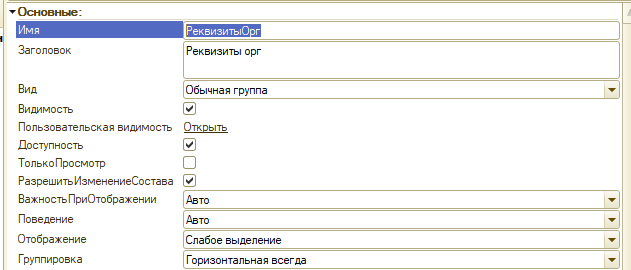 Основные:
Имя РеквизитыОрг
Заголовок Реквизиты орг
Вид Обычная группа
Видимость
Пользовательская видимость Открыть
Доступность
ТолькоПросмотр
РазрешитьИзменениеСостава
ВажностьПриОтображении Авто
Поведение Авто
Отображение Слабое выделение
Группировка Горизонтальная всегда